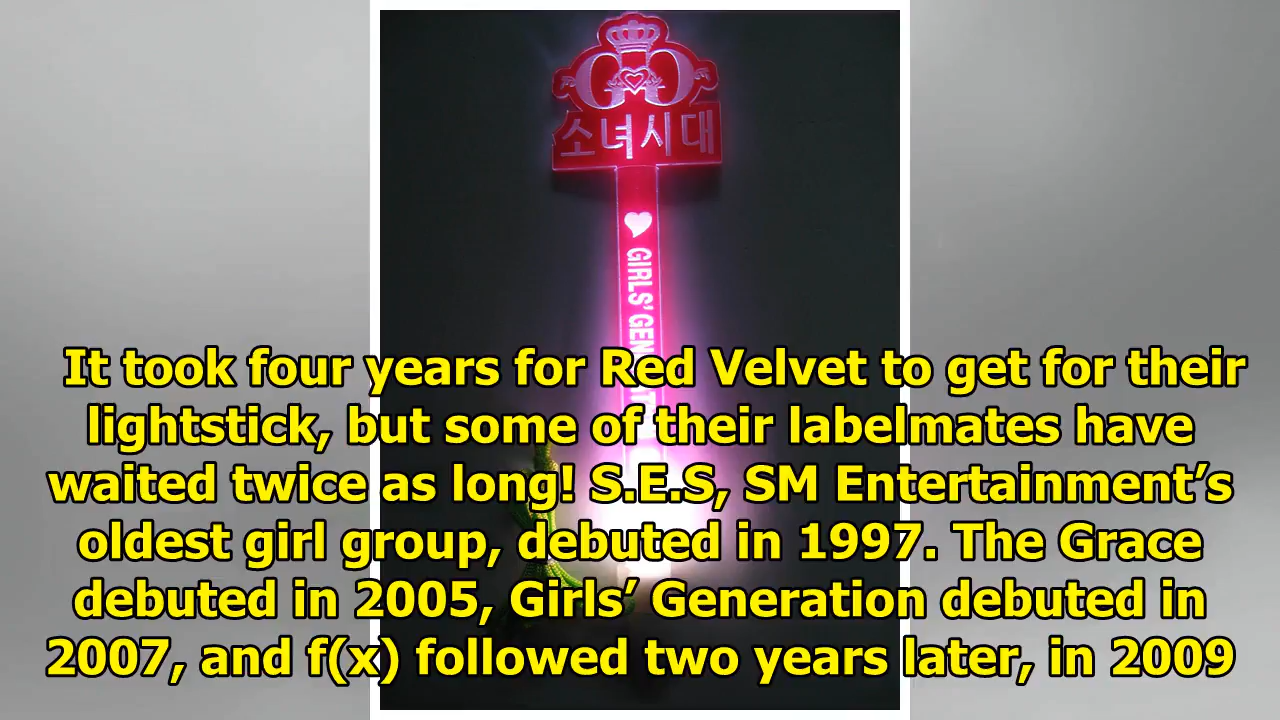 소녀시대
GIRLS' GEN
It took four years for Red Velvet to get for their
lightstick, but some of their labelmates have
waited twice as long! S.E.S, SM Entertainment’s
oldest girl group, debuted in 1997. The Grace
debuted in 2005, Girls’ Generation debuted in
2007, and f(x) followed two years later, in 2009